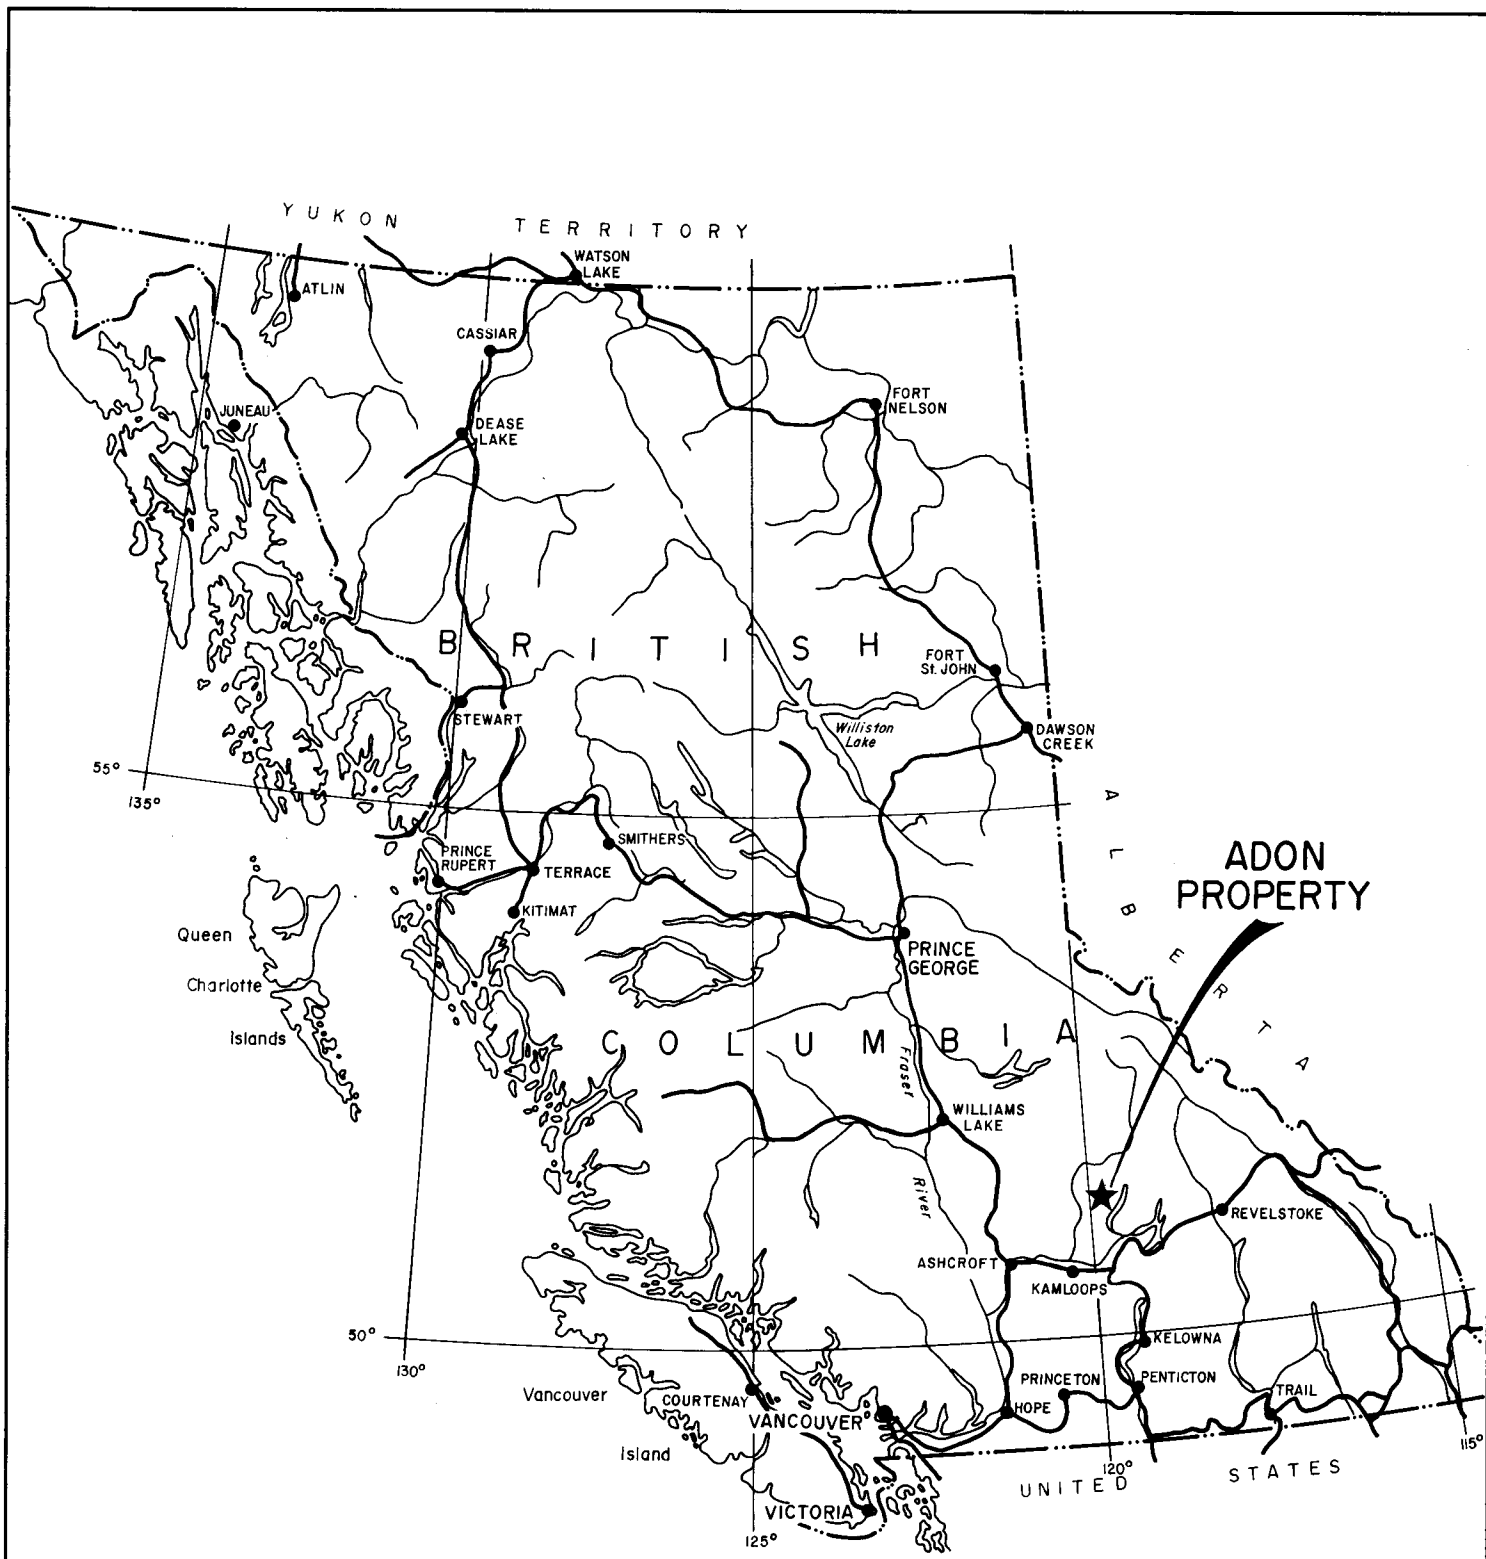 YUKON TERRITORY
WATSON
LAKE
ATLIN
CASSIAR
FORT
NELSON
JUNEAU
DEASE
LAKE
BRITISH
FORT
St. JOHN
STEWART
Williston
Lake
DAWSON
CREEK
55°
135°
ALBERTA
SMITHERS
PRINCE
RUPERT
TERRACE
ADON
PROPERTY
KITIMAT
Queen
Charlotte
Islands
PRINCE
GEORGE
COLUMBIA
Fraser
River
WILLIAMS
LAKE
REVELSTOKE
ASHCROFT
KAMLOOPS
50°
130°
KELOWNA
Vancouver
Island
COURTENAY
PRINCETON
PENTICTON
TRAIL
VANCOUVER
HOPE
115°
120°
UNITED STATES
VICTORIA
125°